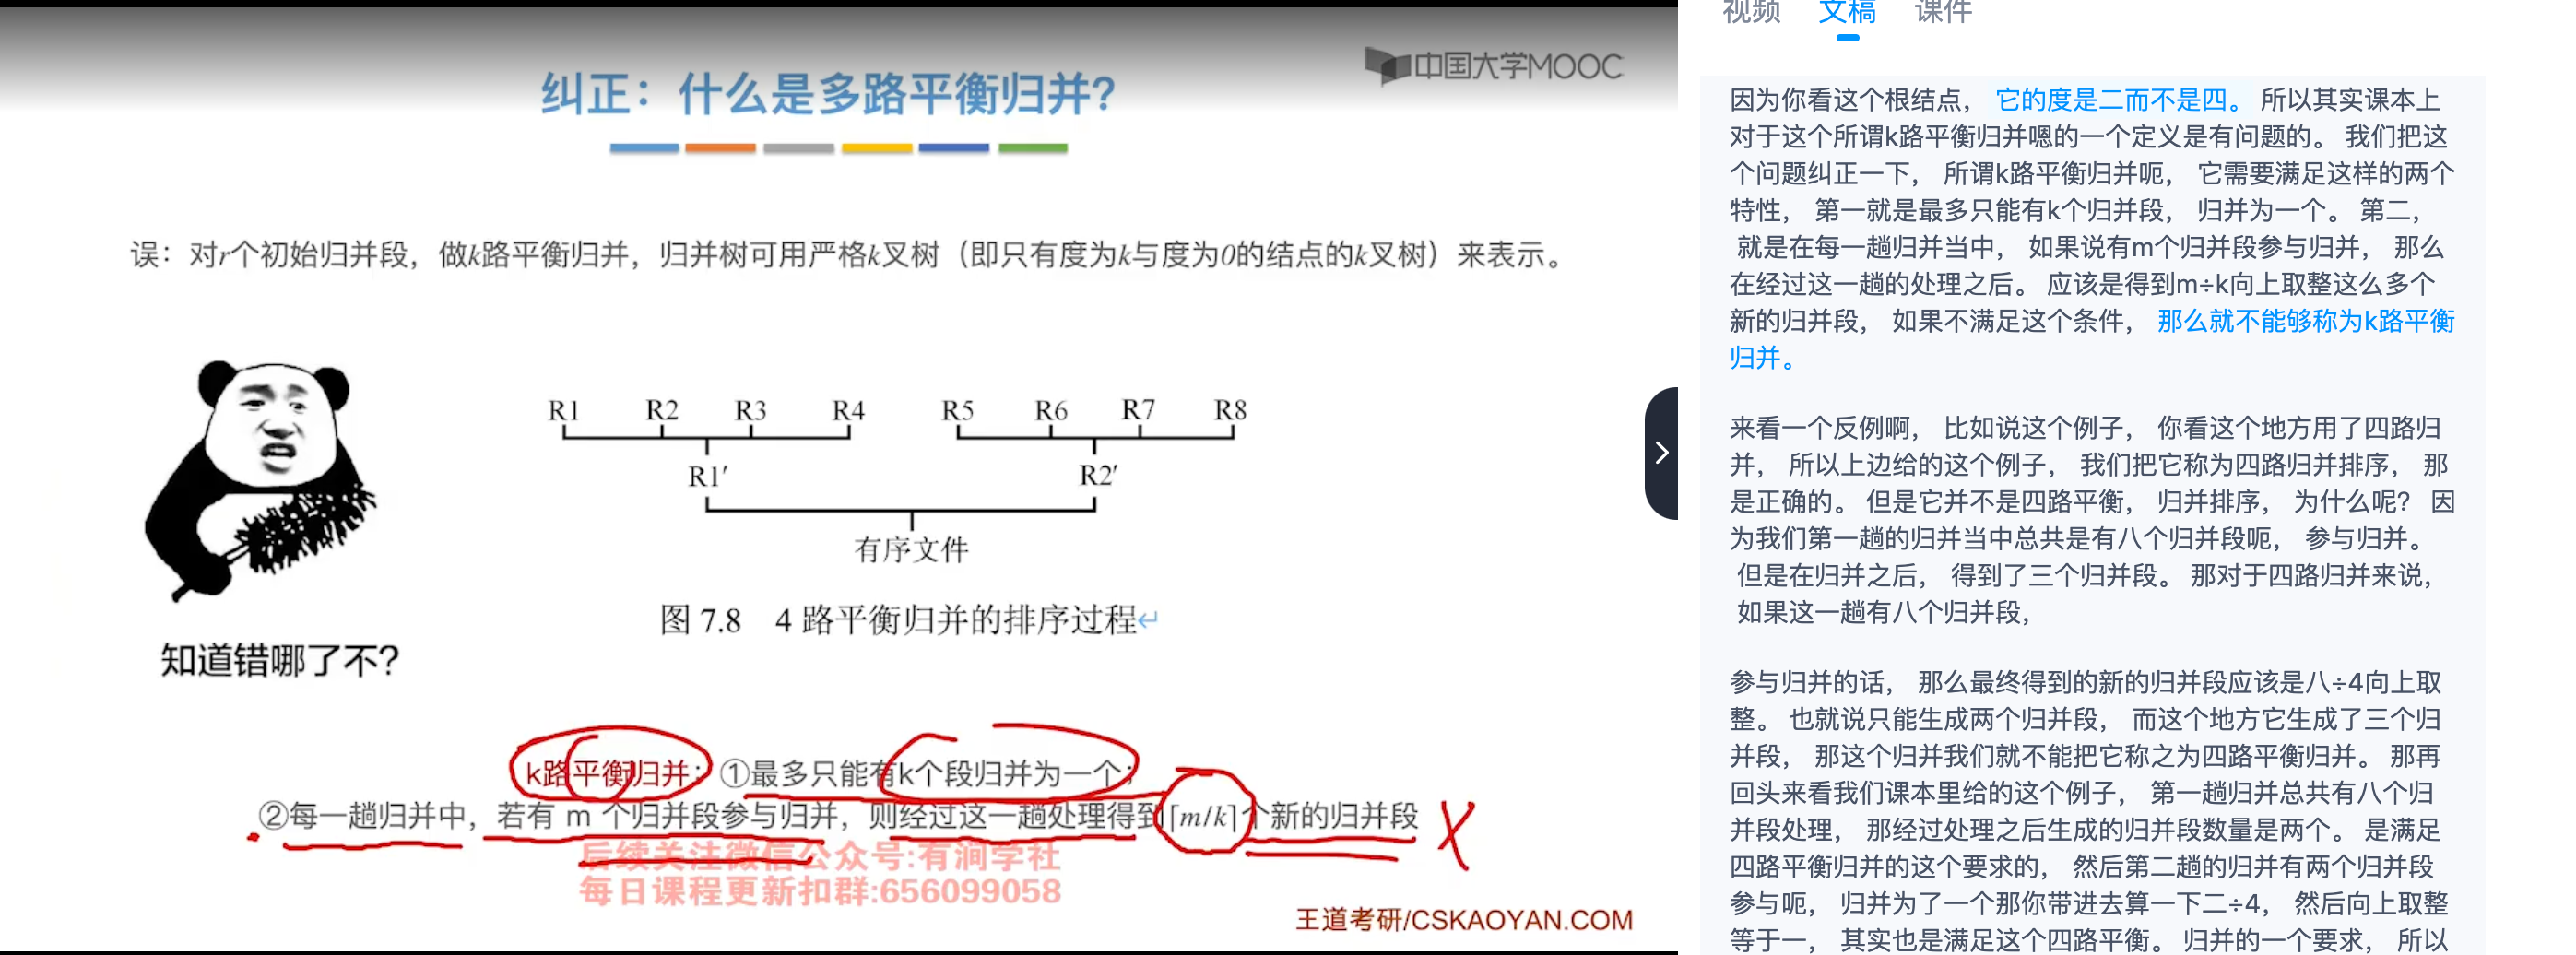 中国大学MOOC
纠正：什么是多路平衡归并？
误：对r个初始归并段，做k路平衡归并，归并树可用严格k叉树（即只有度为k与度为0的结点的k叉树）来表示。
R1 R2 R3 R4 R5 R6 R7 R8
R1′ R2′
有序文件
图 7.8 4 路平衡归并的排序过程↵
知道错哪了不?
k路平衡归并：①最多只能有k个段归并为一个；
②每一趟归并中，若有 m 个归并段参与归并，则经过这一趟处理得到⌈m/k⌉个新的归并段
X
后续关注微信公众号:有涧学社
每日课程更新扣群:656099058
王道考研/CSKAOYAN.COM
视频 文稿 课件
因为你看这个根结点， 它的度是二而不是四。 所以其实课本上
对于这个所谓k路平衡归并嗯的一个定义是有问题的。 我们把这
个问题纠正一下， 所谓k路平衡归并呃， 它需要满足这样的两个
特性， 第一就是最多只能有k个归并段， 归并为一个。 第二，
就是在每一趟归并当中， 如果说有m个归并段参与归并， 那么
在经过这一趟的处理之后。 应该是得到m÷k向上取整这么多个
新的归并段， 如果不满足这个条件， 那么就不能够称为k路平衡
归并。
来看一个反例啊， 比如说这个例子， 你看这个地方用了四路归
并， 所以上边给的这个例子， 我们把它称为四路归并排序， 那
是正确的。 但是它并不是四路平衡， 归并排序， 为什么呢？ 因
为我们第一趟的归并当中总共是有八个归并段呃， 参与归并。
但是在归并之后， 得到了三个归并段。 那对于四路归并来说，
如果这一趟有八个归并段，
参与归并的话， 那么最终得到的新的归并段应该是八÷4向上取
整。 也就说只能生成两个归并段， 而这个地方它生成了三个归
并段， 那这个归并我们就不能把它称之为四路平衡归并。 那再
回头来看我们课本里给的这个例子， 第一趟归并总共有八个归
并段处理， 那经过处理之后生成的归并段数量是两个。 是满足
四路平衡归并的这个要求的， 然后第二趟的归并有两个归并段
参与呃， 归并为了一个那你带进去算一下二÷4， 然后向上取整
等于一， 其实也是满足这个四路平衡。 归并的一个要求， 所以